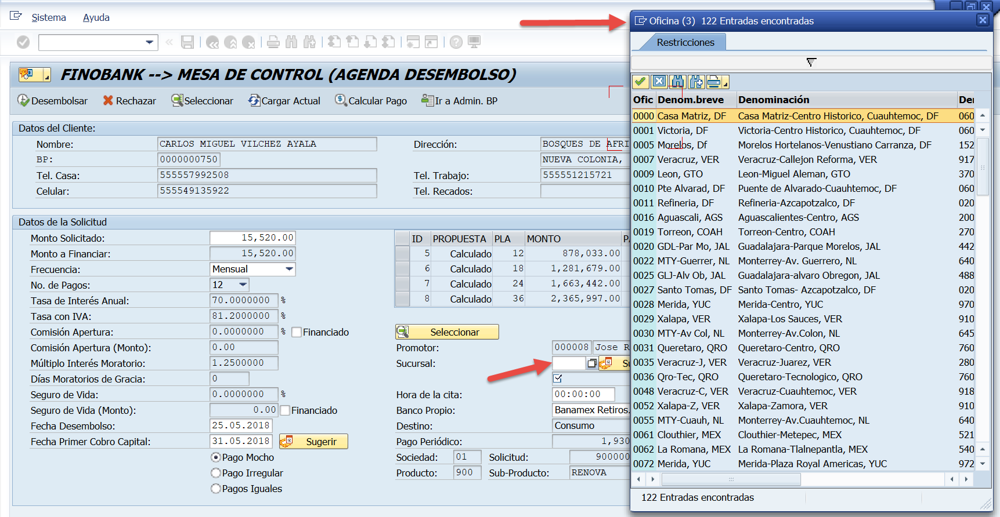 Sistema Ayuda
FINOBANK --> MESA DE CONTROL (AGENDA DESEMBOLSO)
Desembolsar Rechazar Seleccionar Cargar Actual Calcular Pago Ir a Admin. BP
Datos del Cliente:
Nombre: CARLOS MIGUEL VILCHEZ AYALA Dirección: BOSQUES DE AFRI
BP: 0000000750 NUEVA COLONIA,
Tel. Casa: 555557992508 Tel. Trabajo: 555551215721
Celular: 555549135922 Tel. Recados:
Datos de la Solicitud
Monto Solicitado: 15,520.00
Monto a Financiar: 15,520.00
Frecuencia: Mensual
No. de Pagos: 12
Tasa de Interés Anual: 70.0000000 %
Tasa con IVA: 81.2000000 %
Comisión Apertura: 0.0000000 % Financiado
Comisión Apertura (Monto): 0.00
Múltiplo Interés Moratorio: 1.2500000
Días Moratorios de Gracia: 0
Seguro de Vida: 0.0000000 %
Seguro de Vida (Monto): 0.00 Financiado
Fecha Desembolso: 25.05.2018
Fecha Primer Cobro Capital: 31.05.2018 Sugerir
Pago Mocho
Pago Irregular
Pagos Iguales
ID PROPUESTA PLA MONTO PA
5 Calculado 12 878,033.00
6 Calculado 18 1,281,679.00
7 Calculado 24 1,663,442.00
8 Calculado 36 2,365,997.00
Seleccionar
Promotor: 000008 Jose R
Sucursal: Su
Hora de la cita: 00:00:00
Banco Propio: Banamex Retiros.
Destino: Consumo
Pago Periódico: 1,930
Sociedad: 01 Solicitud: 900000
Producto: 900 Sub-Producto: RENOVA
Oficina (3) 122 Entradas encontradas
Restricciones
Ofic Denom.breve Denominación Der
0000 Casa Matriz, DF Casa Matriz-Centro Historico, Cuauhtemoc, DF 060
0001 Victoria, DF Victoria-Centro Historico, Cuauhtemoc, DF 060
0005 Morelos, Df Morelos Hortelanos-Venustiano Carranza, DF 152
0007 Veracruz, VER Veracruz-Callejon Reforma, VER 917
0009 Leon, GTO Leon-Miguel Aleman, GTO 370
0010 Pte Alvarad, DF Puente de Alvarado-Cuauhtemoc, DF 060
0011 Refineria, DF Refineria-Azcapotzalco, DF 020
0016 Aguascali, AGS Aguascalientes-Centro, AGS 200
0019 Torreon, COAH Torreon-Centro, COAH 270
0020 GDL-Par Mo, JAL Guadalajara-Parque Morelos, JAL 442
0022 MTY-Guerrer, NL Monterrey-Av. Guerrero, NL 640
0025 GLJ-Alv Ob, JAL Guadalajara-alvaro Obregon, JAL 488
0027 Santo Tomas, DF Santo Tomas- Azcapotzalco, DF 020
0028 Merida, YUC Merida-Centro, YUC 970
0029 Xalapa, VER Xalapa-Los Sauces, VER 910
0030 MTY-Av Col, NL Monterrey-Av.Colon, NL 645
0031 Queretaro, QRO Queretaro-Centro, QRO 760
0035 Veracruz-J, VER Veracruz-Juarez, VER 280
0036 Qro-Tec, QRO Queretaro-Tecnologico, QRO 760
0048 Veracruz-C, VER Veracruz-Cuauhtemoc, VER 918
0052 Xalapa-Z, VER Xalapa-Zamora, VER 910
0055 MTY-Cuauh, NL Monterrey-Av.Cuauhtemoc, NL 640
0061 Clouthier, MEX Clouthier-Metepec, MEX 521
0062 La Romana, MEX La Romana-Tlalnepantla, MEX 540
0072 Merida, YUC Merida-Plaza Royal Americas, YUC 972
122 Entradas encontradas